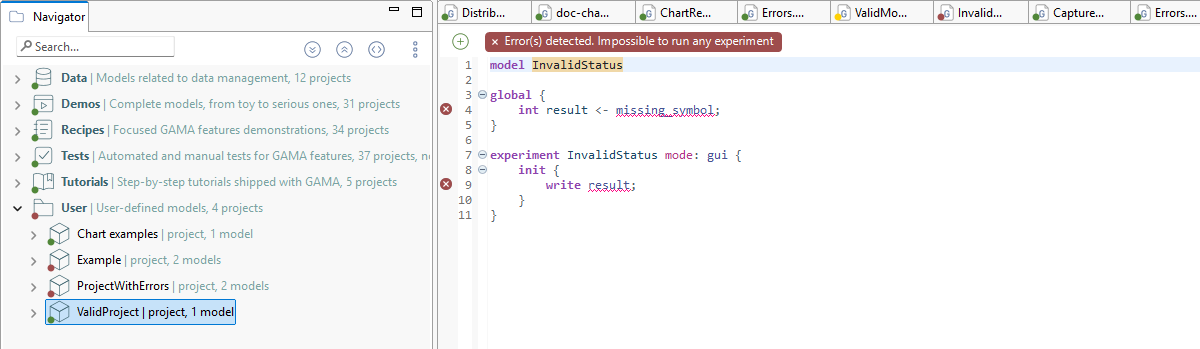 Navigator
Search...
Data | Models related to data management, 12 projects
Demos | Complete models, from toy to serious ones, 31 projects
Recipes | Focused GAMA features demonstrations, 34 projects
Tests | Automated and manual tests for GAMA features, 37 projects, n
Tutorials | Step-by-step tutorials shipped with GAMA, 5 projects
User | User-defined models, 4 projects
Chart examples | project, 1 model
Example | project, 2 models
ProjectWithErrors | project, 2 models
ValidProject | project, 1 model
Distrib... doc-cha... ChartRe... Errors.... ValidMo... Invalid... Capture... Errors....
Error(s) detected. Impossible to run any experiment
1 model InvalidStatus
2
3 global {
4 int result <- missing_symbol;
5 }
6
7 experiment InvalidStatus mode: gui {
8 init {
9 write result;
10 }
11 }